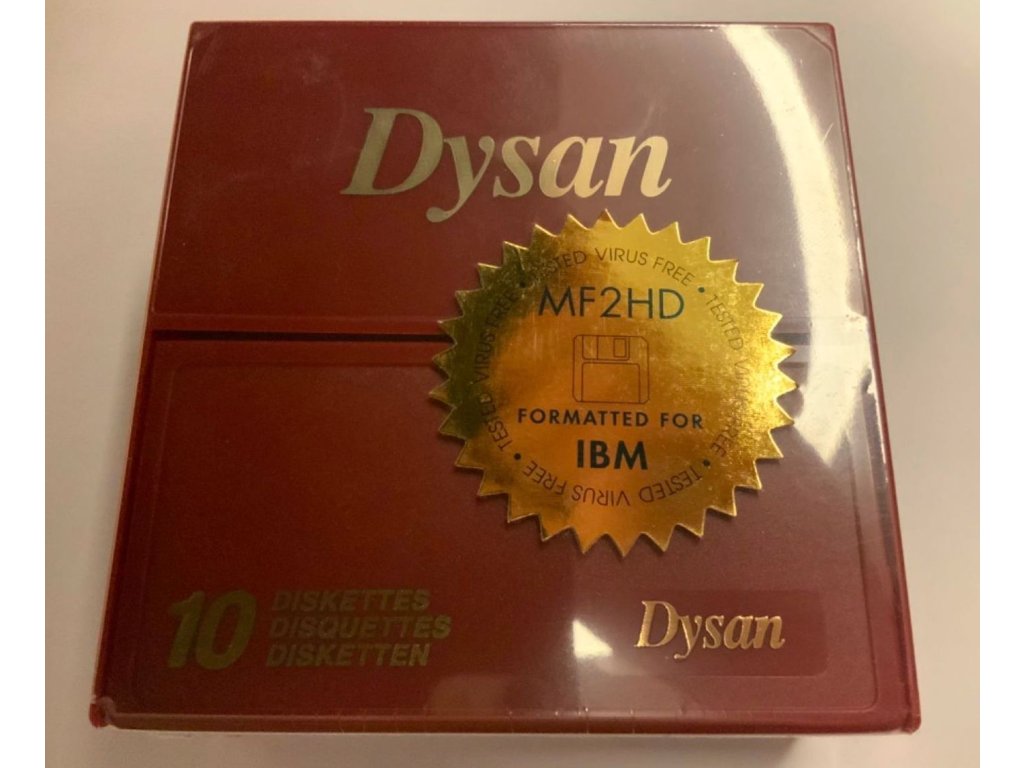 Dysan
TESTED VIRUS FREE • TESTED VIRUS FREE • TESTED VIRUS FREE • TESTED VIRUS FREE •
MF2HD
FORMATTED FOR
IBM
10 DISKETTES
DISQUETTES
DISKETTEN
Dysan